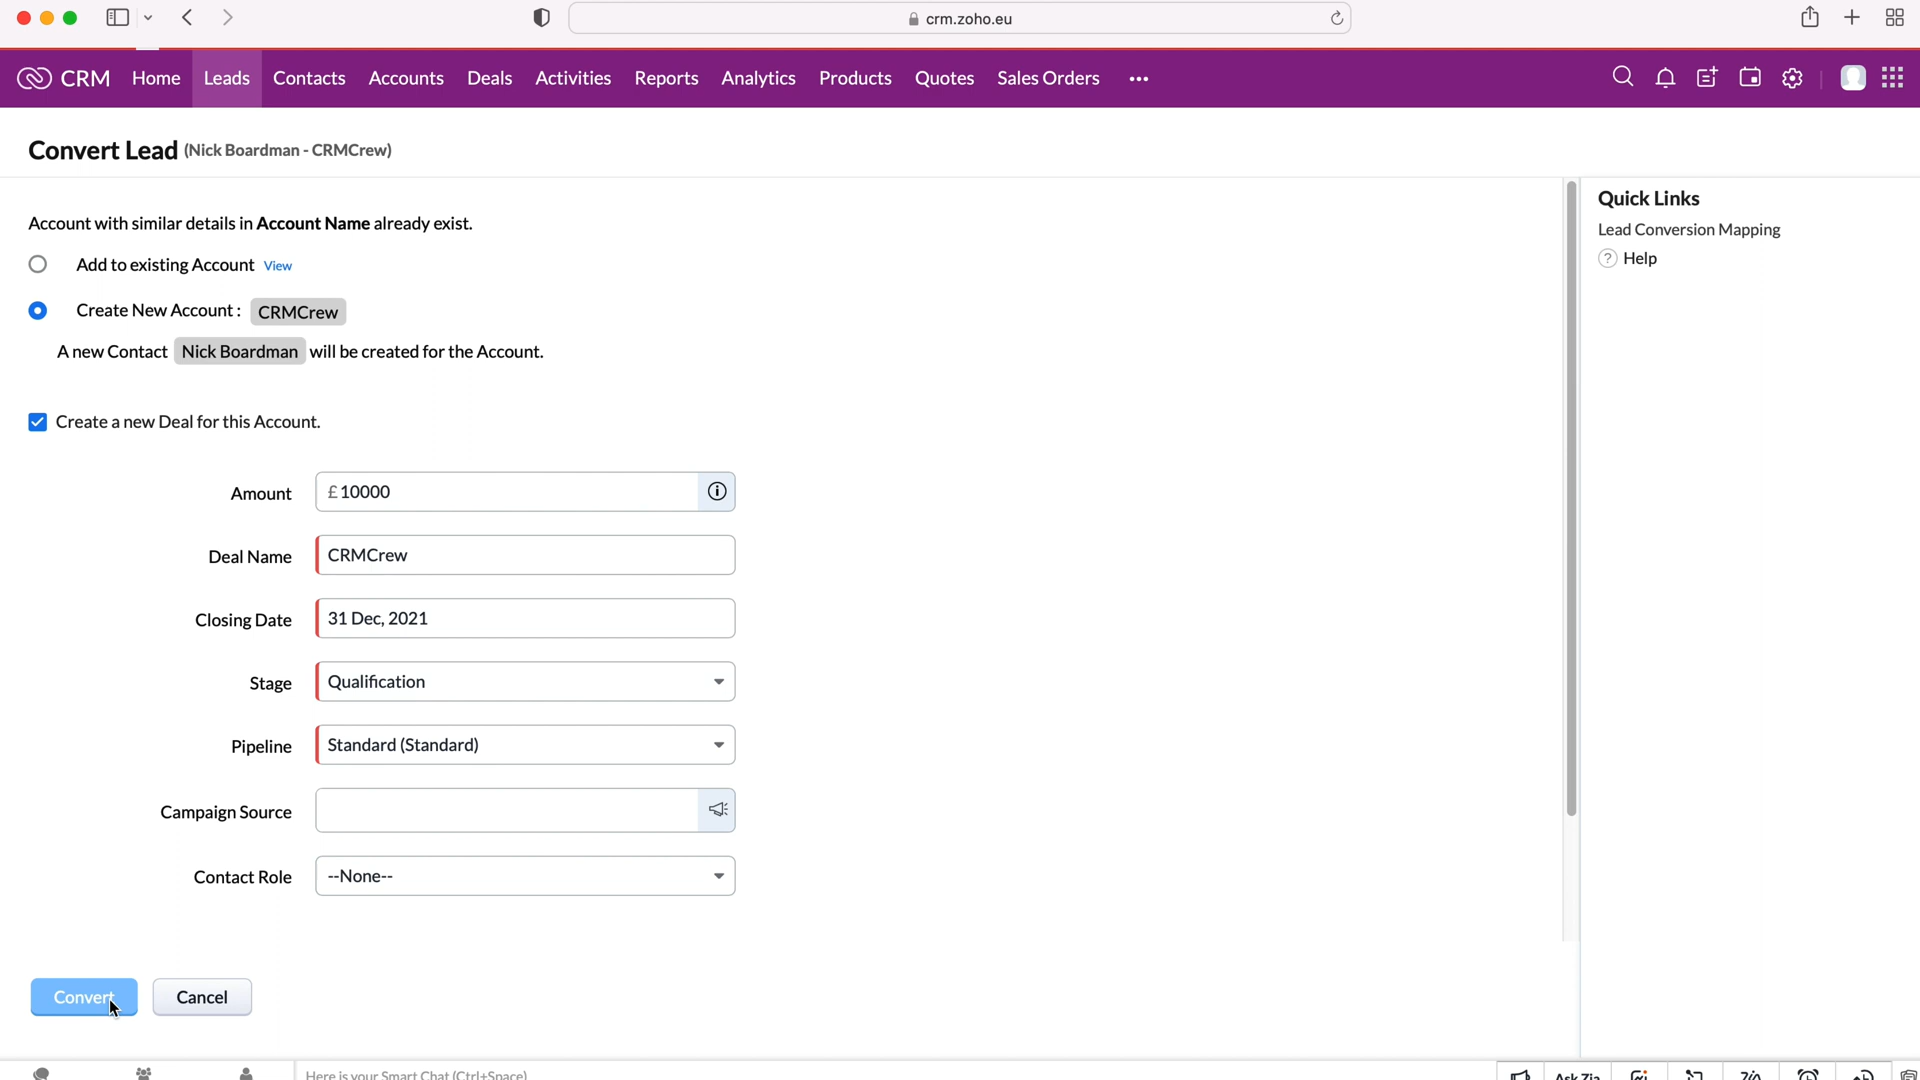 crm.zoho.eu
CRM Home Leads Contacts Accounts Deals Activities Reports Analytics Products Quotes Sales Orders •••
Convert Lead (Nick Boardman - CRMCrew)
Account with similar details in Account Name already exist.
Add to existing Account View
Create New Account : CRMCrew
A new Contact Nick Boardman will be created for the Account.
Create a new Deal for this Account.
Amount £ 10000
Deal Name CRMCrew
Closing Date 31 Dec, 2021
Stage Qualification
Pipeline Standard (Standard)
Campaign Source
Contact Role --None--
Convert Cancel
Quick Links
Lead Conversion Mapping
? Help
Here is your Smart Chat (Ctrl+Space)
Ask Zia